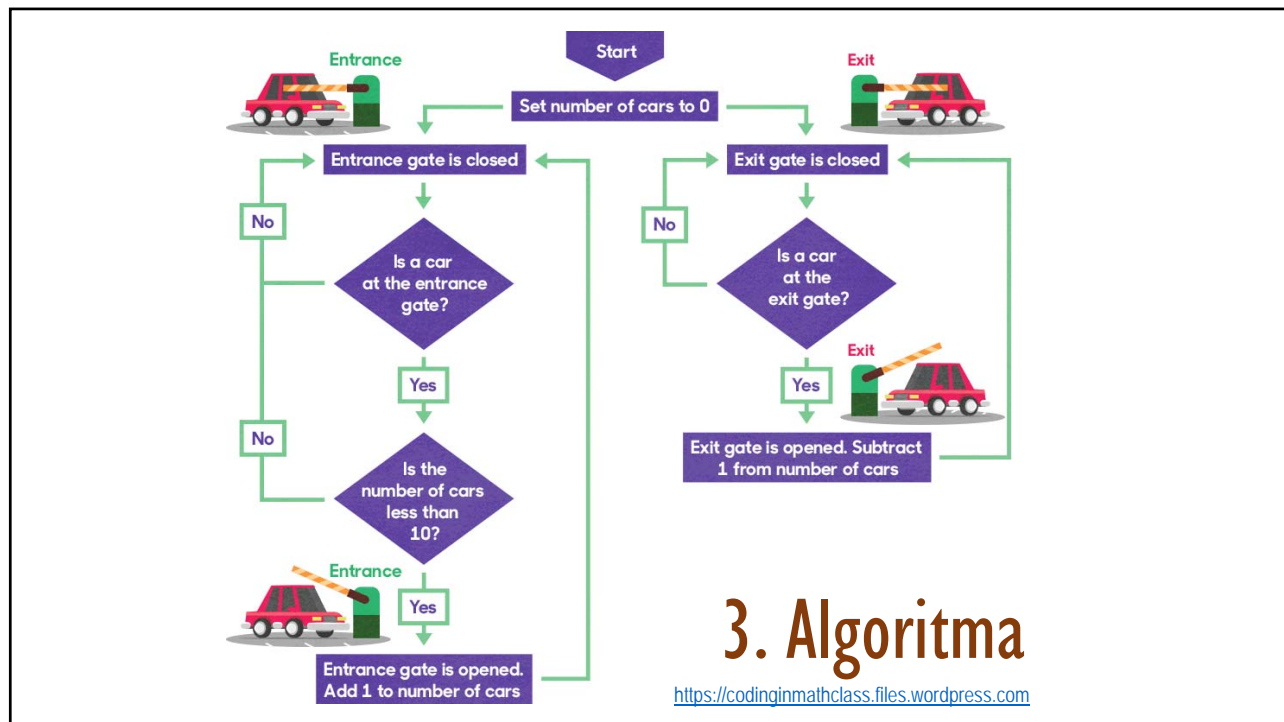 Start
Set number of cars to 0
Entrance
Entrance gate is closed
No
Is a car
at the entrance
gate?
Yes
No
Is the
number of cars
less than
10?
Entrance
Yes
Entrance gate is opened.
Add 1 to number of cars
Exit
Exit gate is closed
No
Is a car
at the
exit gate?
Exit
Yes
Exit gate is opened. Subtract
1 from number of cars
3. Algoritma
https://codinginmathclass.files.wordpress.com